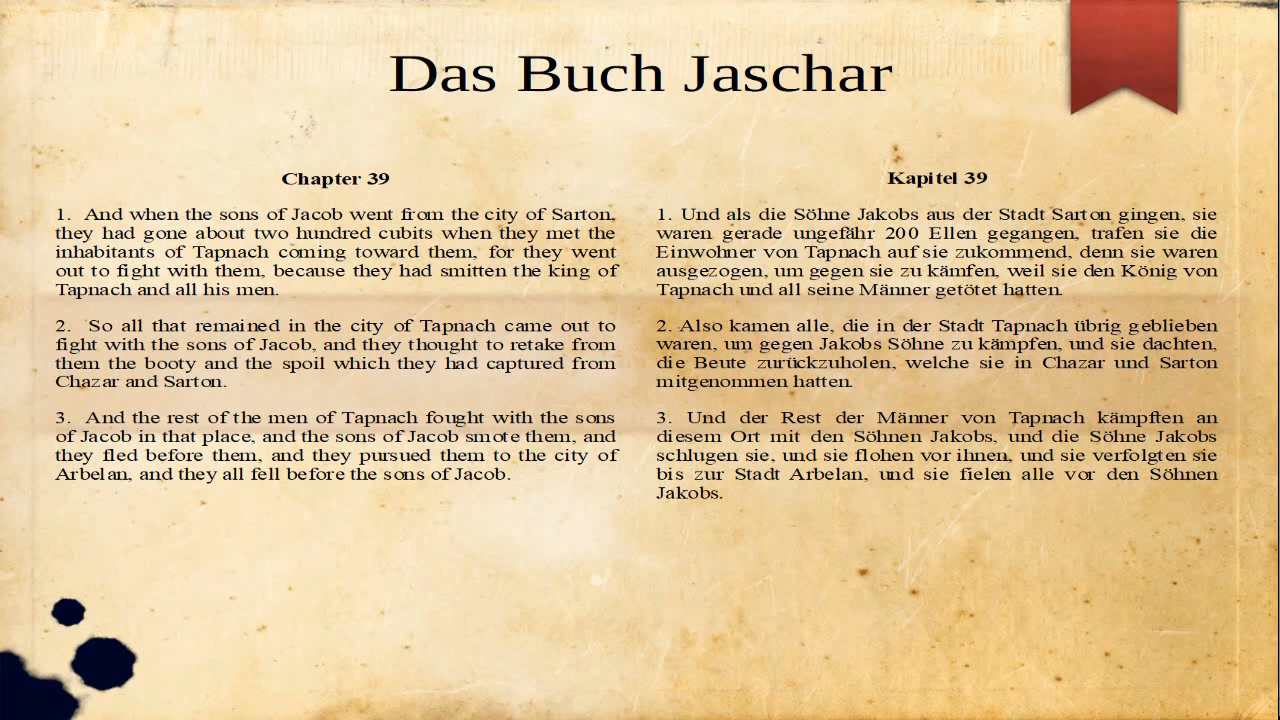 Das Buch Jaschar
Chapter 39
1. And when the sons of Jacob went from the city of Sarton,
they had gone about two hundred cubits when they met the
inhabitants of Tapnach coming toward them, for they went
out to fight with them, because they had smitten the king of
Tapnach and all his men.
2. So all that remained in the city of Tapnach came out to
fight with the sons of Jacob, and they thought to retake from
them the booty and the spoil which they had captured from
Chazar and Sarton.
3. And the rest of the men of Tapnach fought with the sons
of Jacob in that place, and the sons of Jacob smote them, and
they fled before them, and they pursued them to the city of
Arbelan, and they all fell before the sons of Jacob.
Kapitel 39
1. Und als die Söhne Jakobs aus der Stadt Sarton gingen, sie
waren gerade ungefähr 200 Ellen gegangen, trafen sie die
Einwohner von Tapnach auf sie zukommend, denn sie waren
ausgezogen, um gegen sie zu kämfen, weil sie den König von
Tapnach und all seine Männer getötet hatten.
2. Also kamen alle, die in der Stadt Tapnach übrig geblieben
waren, um gegen Jakobs Söhne zu kämpfen, und sie dachten,
die Beute zurückzuholen, welche sie in Chazar und Sarton
mitgenommen hatten.
3. Und der Rest der Männer von Tapnach kämpften an
diesem Ort mit den Söhnen Jakobs, und die Söhne Jakobs
schlugen sie, und sie flohen vor ihnen, und sie verfolgten sie
bis zur Stadt Arbelan, und sie fielen alle vor den Söhnen
Jakobs.